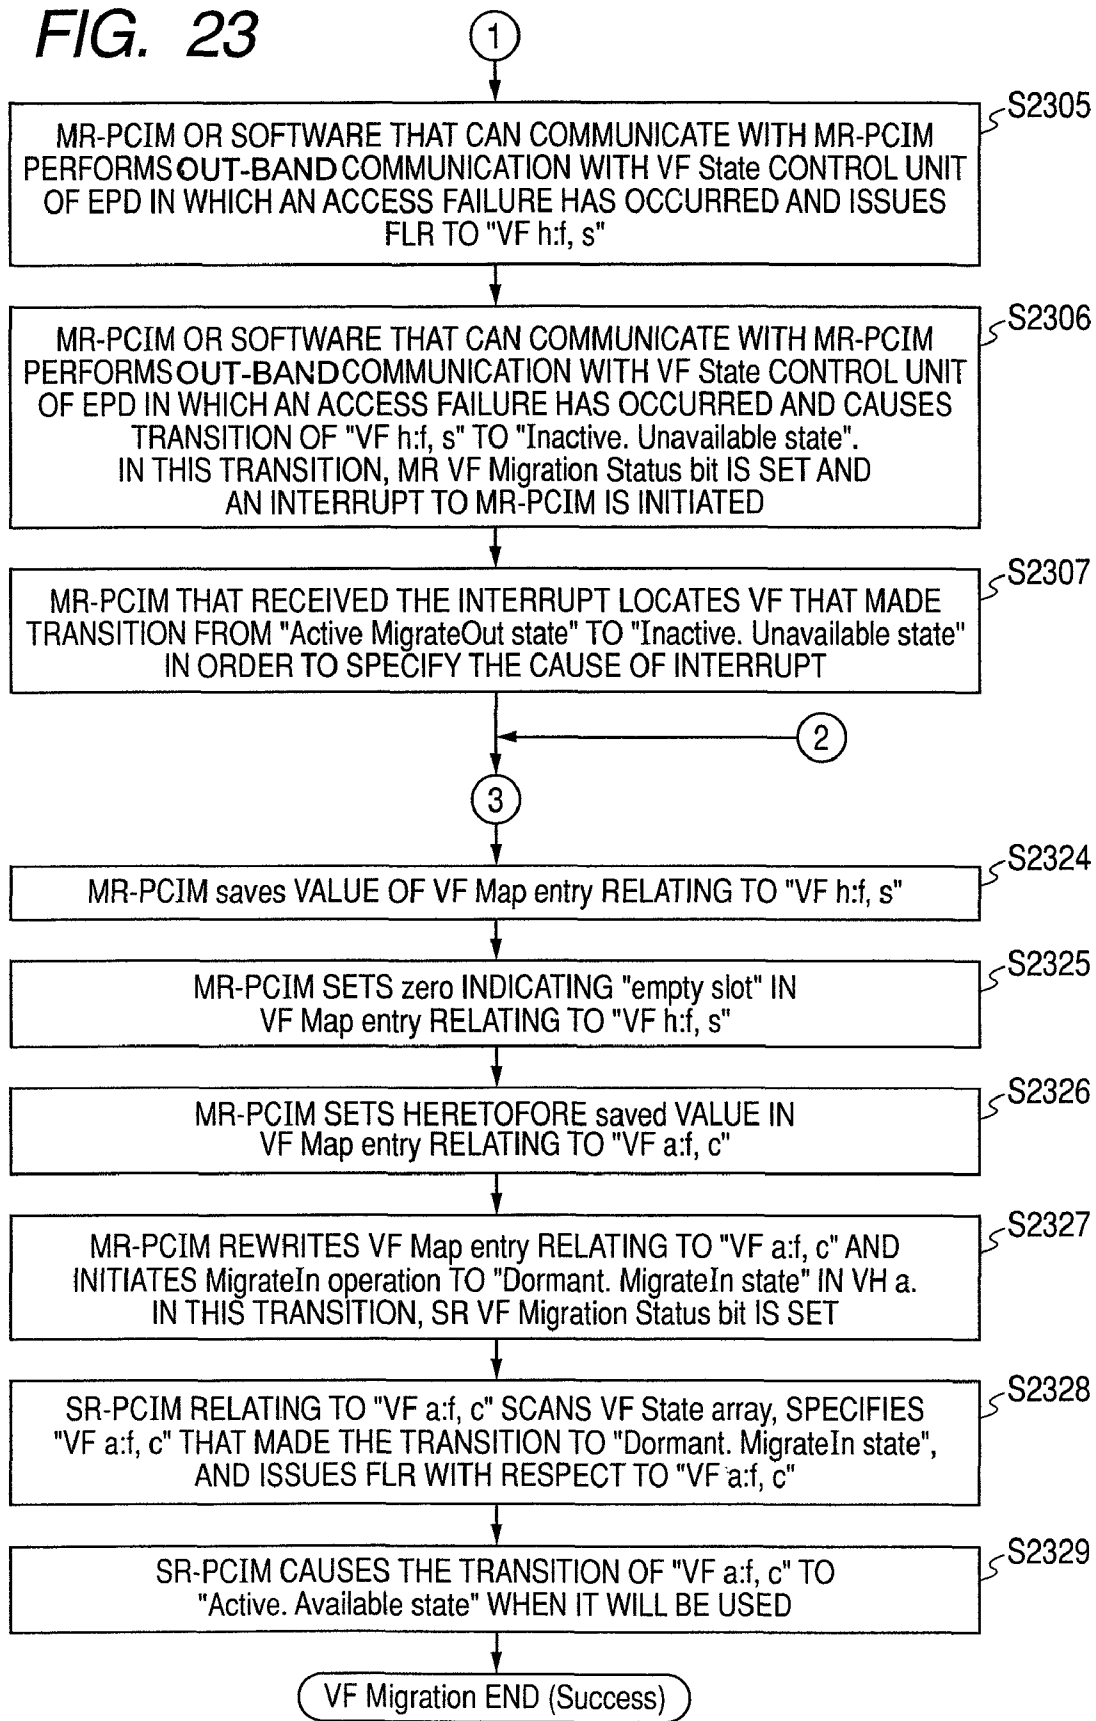 FIG. 23
1
S2305
MR-PCIM OR SOFTWARE THAT CAN COMMUNICATE WITH MR-PCIM
PERFORMS OUT-BAND COMMUNICATION WITH VF State CONTROL UNIT
OF EPD IN WHICH AN ACCESS FAILURE HAS OCCURRED AND ISSUES
FLR TO "VF h:f, s"
S2306
MR-PCIM OR SOFTWARE THAT CAN COMMUNICATE WITH MR-PCIM
PERFORMS OUT-BAND COMMUNICATION WITH VF State CONTROL UNIT
OF EPD IN WHICH AN ACCESS FAILURE HAS OCCURRED AND CAUSES
TRANSITION OF "VF h:f, s" TO "Inactive. Unavailable state".
IN THIS TRANSITION, MR VF Migration Status bit IS SET AND
AN INTERRUPT TO MR-PCIM IS INITIATED
S2307
MR-PCIM THAT RECEIVED THE INTERRUPT LOCATES VF THAT MADE
TRANSITION FROM "Active MigrateOut state" TO "Inactive. Unavailable state"
IN ORDER TO SPECIFY THE CAUSE OF INTERRUPT
2
3
S2324
MR-PCIM saves VALUE OF VF Map entry RELATING TO "VF h:f, s"
S2325
MR-PCIM SETS zero INDICATING "empty slot" IN
VF Map entry RELATING TO "VF h:f, s"
S2326
MR-PCIM SETS HERETOFORE saved VALUE IN
VF Map entry RELATING TO "VF a:f, c"
S2327
MR-PCIM REWRITES VF Map entry RELATING TO "VF a:f, c" AND
INITIATES MigrateIn operation TO "Dormant. MigrateIn state" IN VH a.
IN THIS TRANSITION, SR VF Migration Status bit IS SET
S2328
SR-PCIM RELATING TO "VF a:f, c" SCANS VF State array, SPECIFIES
"VF a:f, c" THAT MADE THE TRANSITION TO "Dormant. MigrateIn state",
AND ISSUES FLR WITH RESPECT TO "VF a:f, c"
S2329
SR-PCIM CAUSES THE TRANSITION OF "VF a:f, c" TO
"Active. Available state" WHEN IT WILL BE USED
VF Migration END (Success)